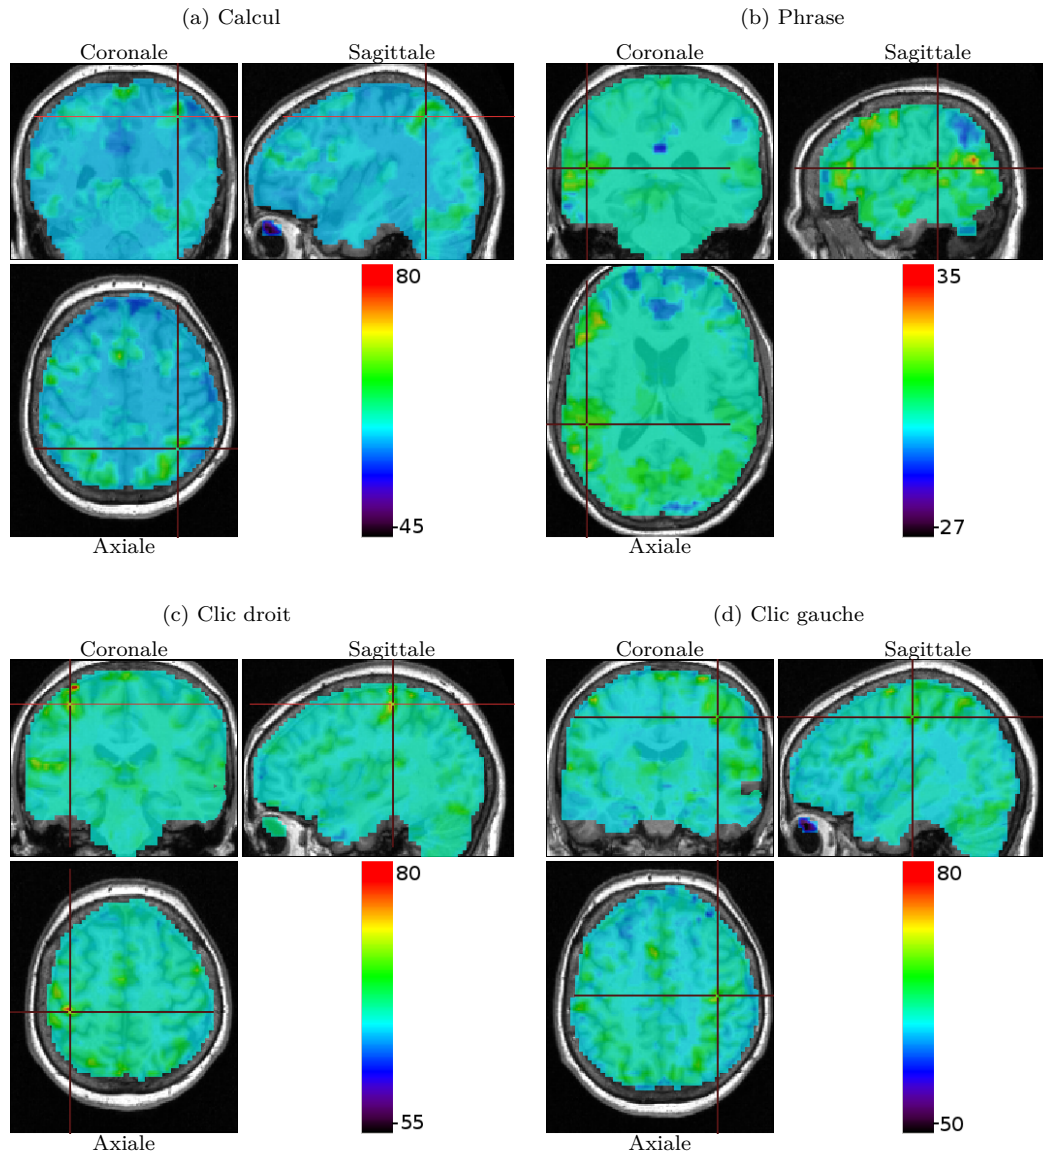 (a) Calcul
Coronale Sagittale
80
-45
Axiale
(b) Phrase
Coronale Sagittale
35
-27
Axiale
(c) Clic droit
Coronale Sagittale
80
-55
Axiale
(d) Clic gauche
Coronale Sagittale
80
-50
Axiale